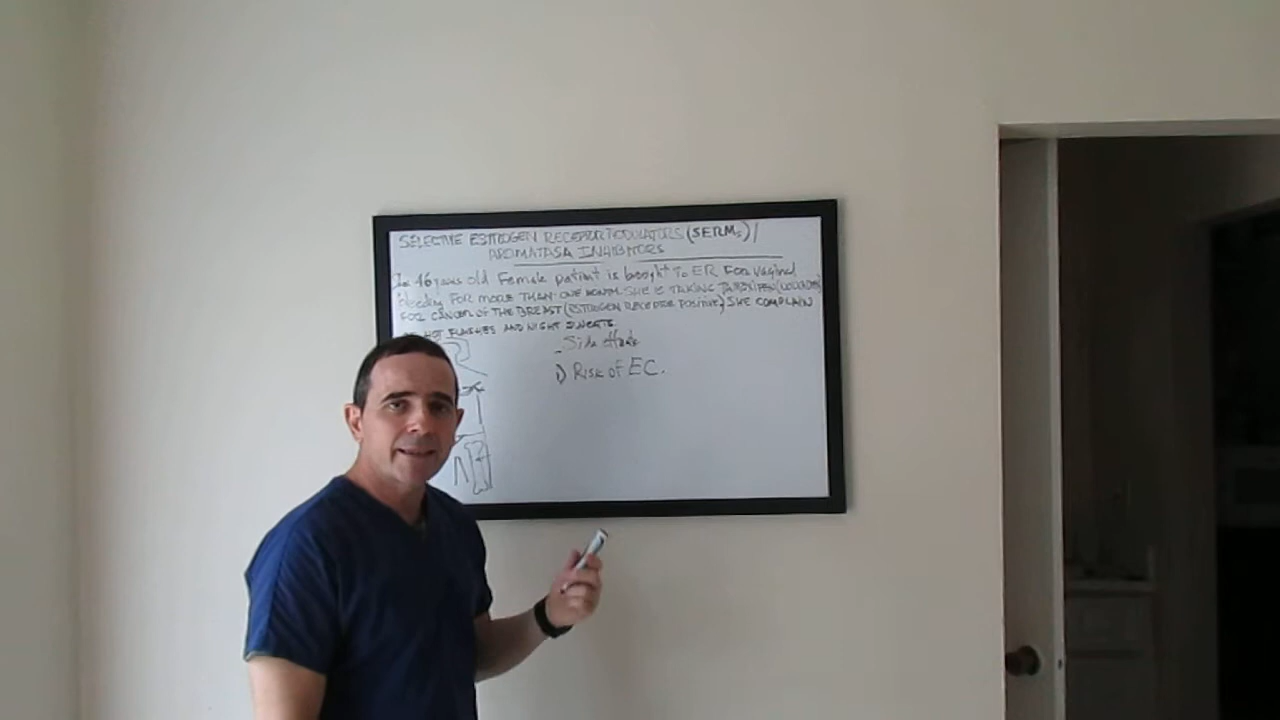 SELECTIVE ESTROGEN RECEPTOR MODULATORS (SERMs) /
AROMATASA INHIBITORS
46 years old Female patient is brought To ER For vaginal
bleeding FOR MORE THAN ONE MONTH. SHE IS TAKING TAMOXIFEN
FOR CANCER OF THE BREAST (ESTROGEN RECEPTOR POSITIVE) SHE COMPLAIN
HOT FLASHES AND NIGHT SWEATS.
- Side
1) RISK OF EC.